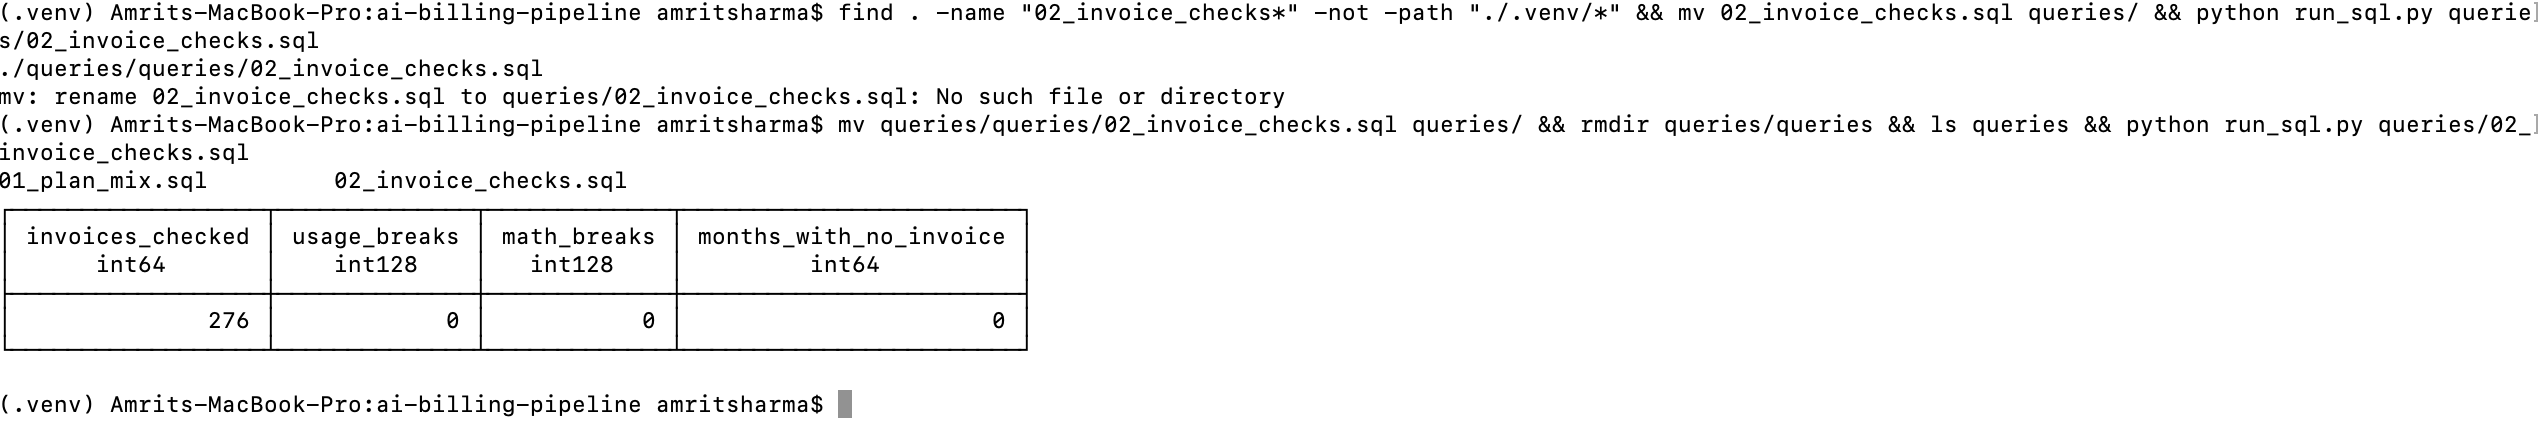 (.venv) Amrits-MacBook-Pro:ai-billing-pipeline amritsharma$ find . -name "02_invoice_checks*" -not -path "./.venv/*" && mv 02_invoice_checks.sql queries/ && python run_sql.py querie]
s/02_invoice_checks.sql
./queries/queries/02_invoice_checks.sql
mv: rename 02_invoice_checks.sql to queries/02_invoice_checks.sql: No such file or directory
(.venv) Amrits-MacBook-Pro:ai-billing-pipeline amritsharma$ mv queries/queries/02_invoice_checks.sql queries/ && rmdir queries/queries && ls queries && python run_sql.py queries/02_]
invoice_checks.sql
01_plan_mix.sql 02_invoice_checks.sql
invoices_checked usage_breaks math_breaks months_with_no_invoice
int64 int128 int128 int64
276 0 0 0
(.venv) Amrits-MacBook-Pro:ai-billing-pipeline amritsharma$